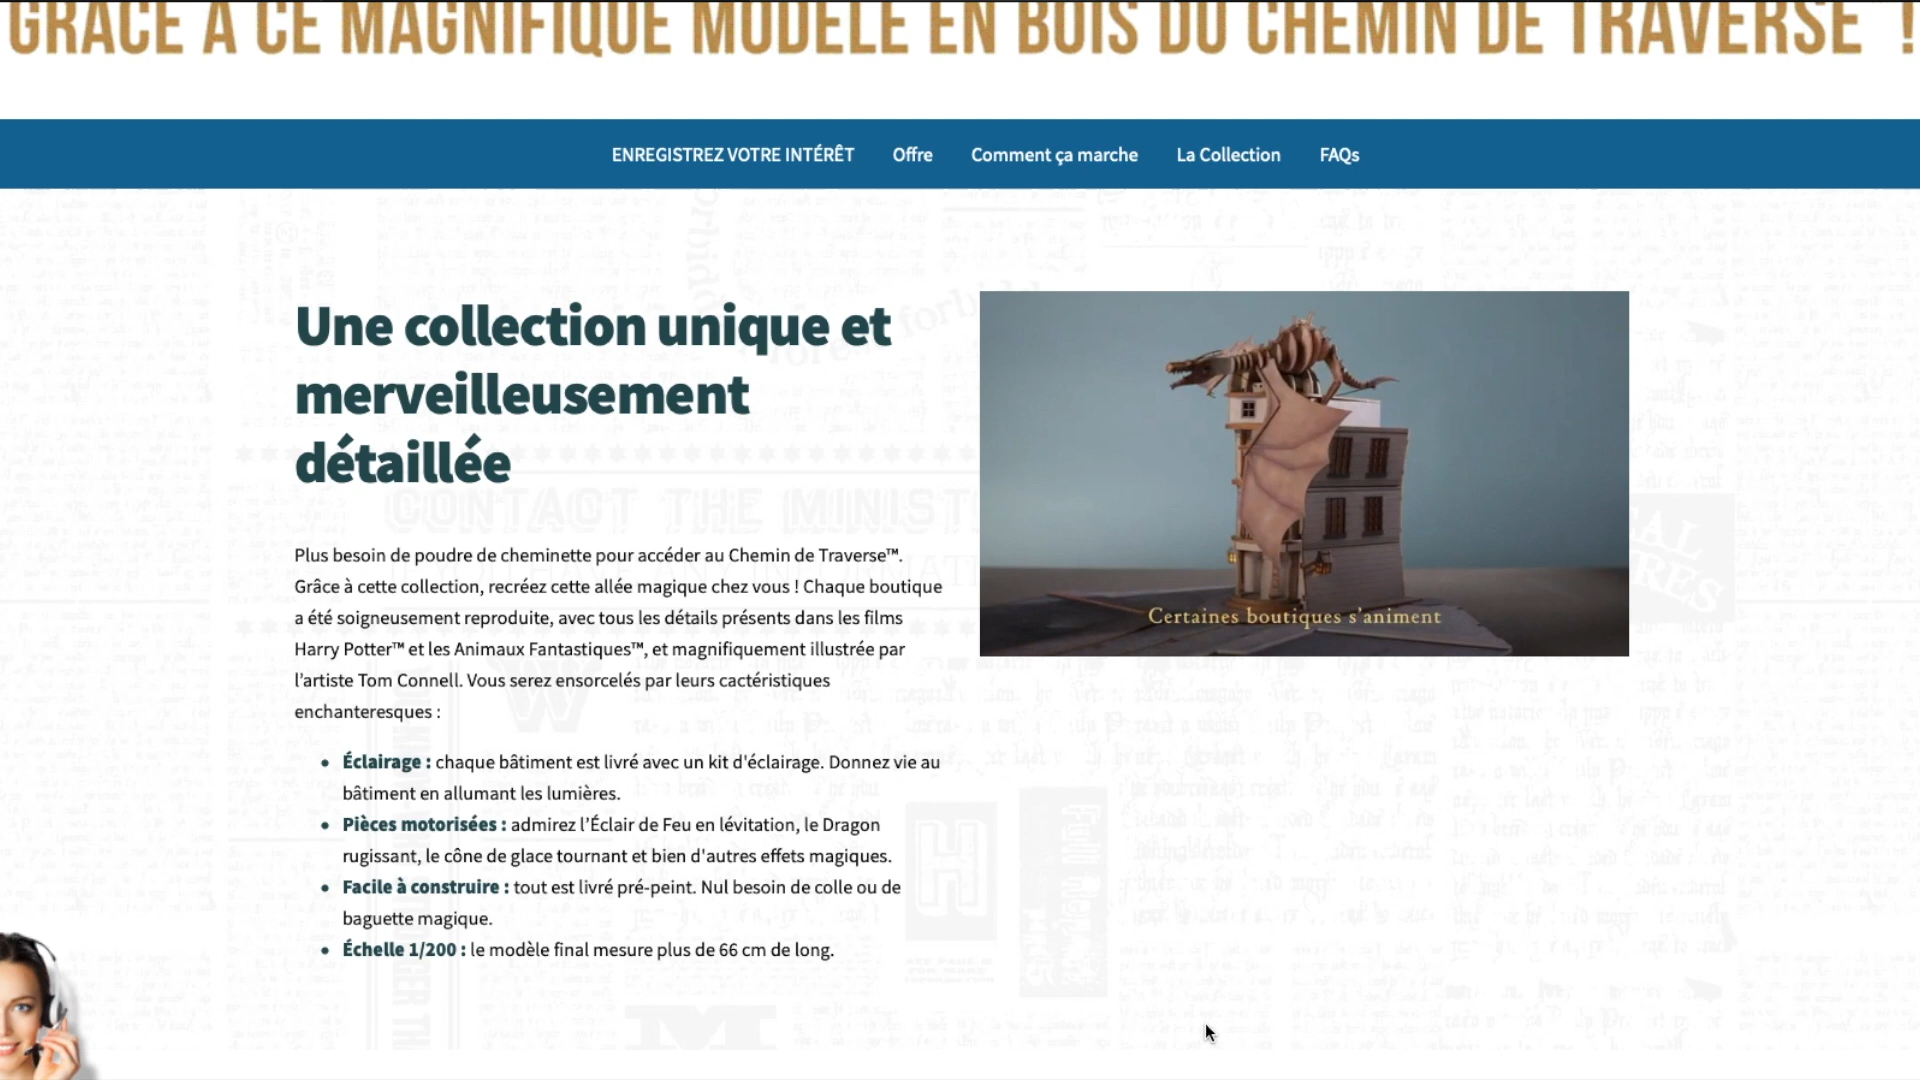 GRÂCE À CE MAGNIFIQUE MODÈLE EN BOIS DU CHEMIN DE TRAVERSE !
ENREGISTREZ VOTRE INTÉRÊT Offre Comment ça marche La Collection FAQs
Une collection unique et
merveilleusement
détaillée
Plus besoin de poudre de cheminette pour accéder au Chemin de Traverse™.
Grâce à cette collection, recréez cette allée magique chez vous ! Chaque boutique
a été soigneusement reproduite, avec tous les détails présents dans les films
Harry Potter™ et les Animaux Fantastiques™, et magnifiquement illustrée par
l’artiste Tom Connell. Vous serez ensorcelés par leurs cactéristiques
enchanteresques :
• Éclairage : chaque bâtiment est livré avec un kit d'éclairage. Donnez vie au
bâtiment en allumant les lumières.
• Pièces motorisées : admirez l’Éclair de Feu en lévitation, le Dragon
rugissant, le cône de glace tournant et bien d'autres effets magiques.
• Facile à construire : tout est livré pré-peint. Nul besoin de colle ou de
baguette magique.
• Échelle 1/200 : le modèle final mesure plus de 66 cm de long.
Certaines boutiques s’animent
CONTACT THE MINIST